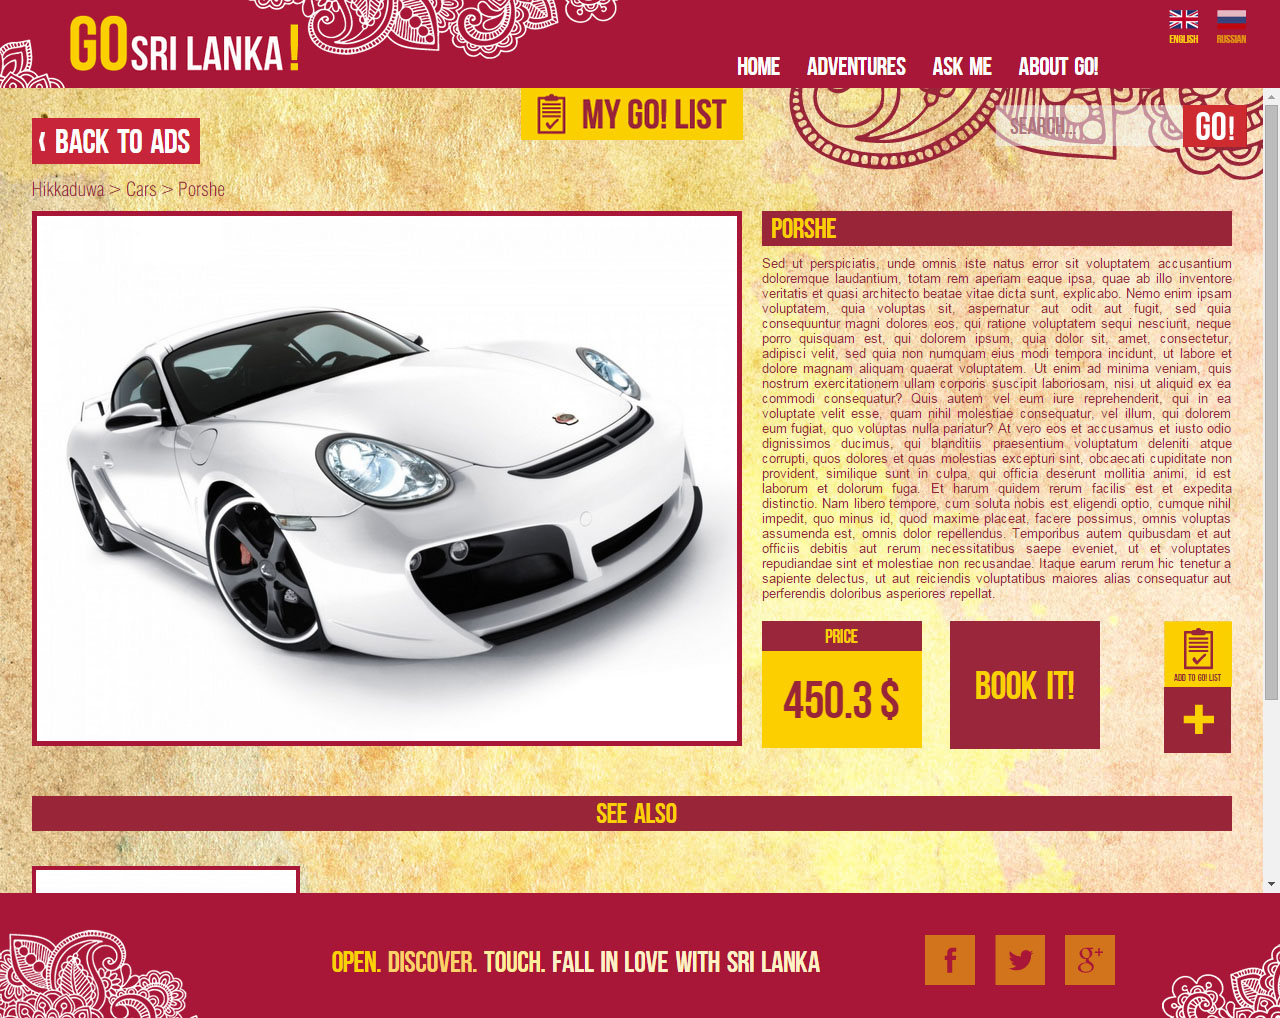 GO SRI LANKA!
ENGLISH
RUSSIAN
HOME ADVENTURES ASK ME ABOUT GO!
MY GO! LIST
SEARCH...
GO!
‹ BACK TO ADS
Hikkaduwa > Cars > Porshe
PORSHE
Sed ut perspiciatis, unde omnis iste natus error sit voluptatem accusantium
doloremque laudantium, totam rem aperiam eaque ipsa, quae ab illo inventore
veritatis et quasi architecto beatae vitae dicta sunt, explicabo. Nemo enim ipsam
voluptatem, quia voluptas sit, aspernatur aut odit aut fugit, sed quia
consequuntur magni dolores eos, qui ratione voluptatem sequi nesciunt, neque
porro quisquam est, qui dolorem ipsum, quia dolor sit, amet, consectetur,
adipisci velit, sed quia non numquam eius modi tempora incidunt, ut labore et
dolore magnam aliquam quaerat voluptatem. Ut enim ad minima veniam, quis
nostrum exercitationem ullam corporis suscipit laboriosam, nisi ut aliquid ex ea
commodi consequatur? Quis autem vel eum iure reprehenderit, qui in ea
voluptate velit esse, quam nihil molestiae consequatur, vel illum, qui dolorem
eum fugiat, quo voluptas nulla pariatur? At vero eos et accusamus et iusto odio
dignissimos ducimus, qui blanditiis praesentium voluptatum deleniti atque
corrupti, quos dolores et quas molestias excepturi sint, obcaecati cupiditate non
provident, similique sunt in culpa, qui officia deserunt mollitia animi, id est
laborum et dolorum fuga. Et harum quidem rerum facilis est et expedita
distinctio. Nam libero tempore, cum soluta nobis est eligendi optio, cumque nihil
impedit, quo minus id, quod maxime placeat, facere possimus, omnis voluptas
assumenda est, omnis dolor repellendus. Temporibus autem quibusdam et aut
officiis debitis aut rerum necessitatibus saepe eveniet, ut et voluptates
repudiandae sint et molestiae non recusandae. Itaque earum rerum hic tenetur a
sapiente delectus, ut aut reiciendis voluptatibus maiores alias consequatur aut
perferendis doloribus asperiores repellat.
PRICE
450.3 $
BOOK IT!
ADD TO GO! LIST
+
SEE ALSO
OPEN. DISCOVER. TOUCH. FALL IN LOVE WITH SRI LANKA
f
g+